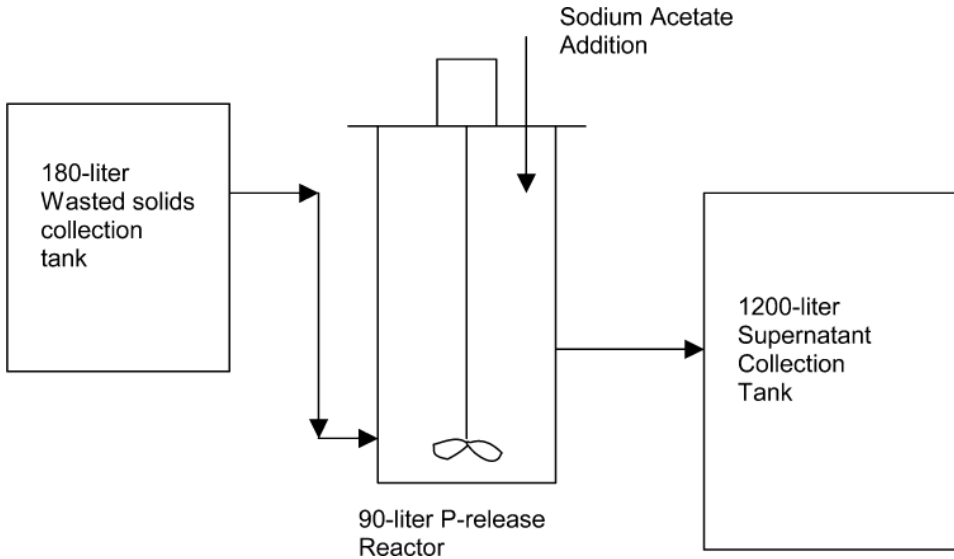 Sodium Acetate
Addition
180-liter
Wasted solids
collection
tank
1200-liter
Supernatant
Collection
Tank
90-liter P-release
Reactor